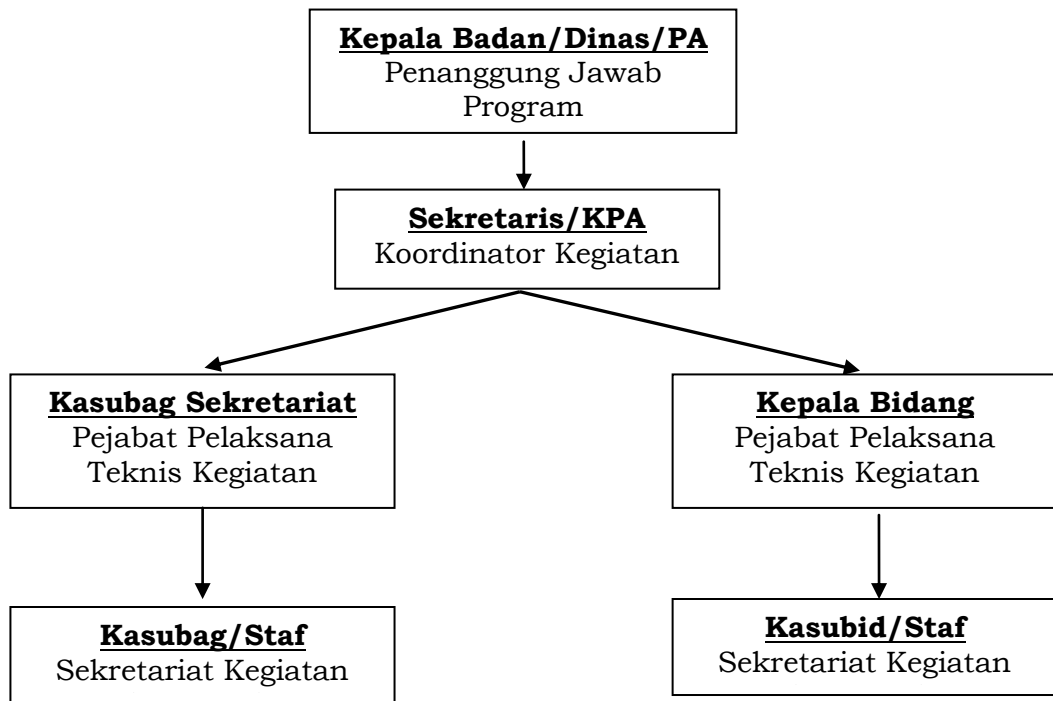 Kepala Badan/Dinas/PA
Penanggung Jawab
Program
Sekretaris/KPA
Koordinator Kegiatan
Kasubag Sekretariat
Pejabat Pelaksana
Teknis Kegiatan
Kepala Bidang
Pejabat Pelaksana
Teknis Kegiatan
Kasubag/Staf
Sekretariat Kegiatan
Kasubid/Staf
Sekretariat Kegiatan